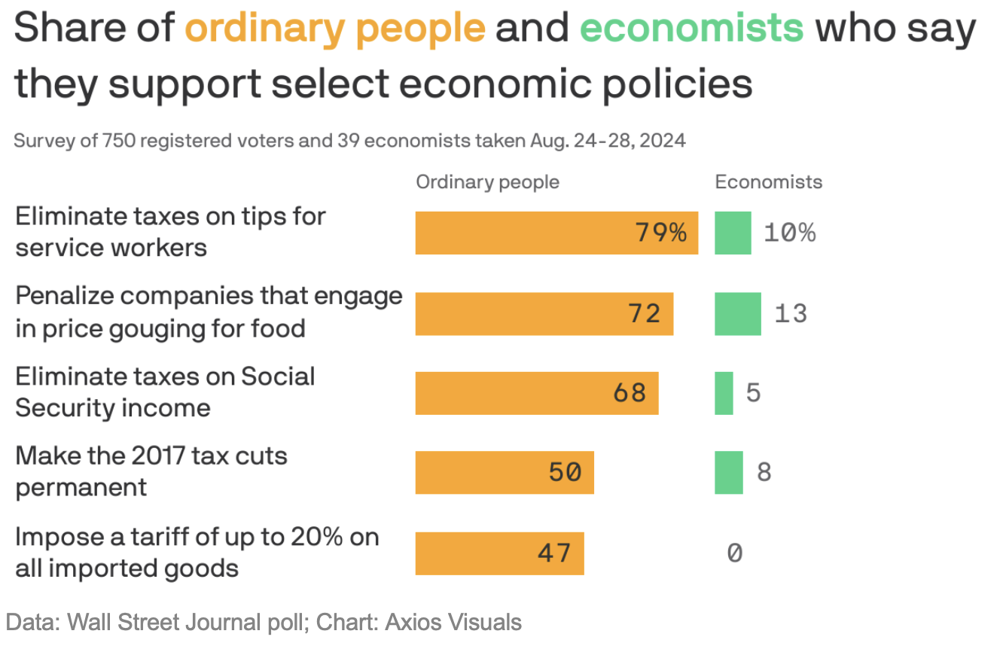 Share of ordinary people and economists who say
they support select economic policies
Survey of 750 registered voters and 39 economists taken Aug. 24-28, 2024
Ordinary people Economists
Eliminate taxes on tips for
service workers
79% 10%
Penalize companies that engage
in price gouging for food
72 13
Eliminate taxes on Social
Security income
68 5
Make the 2017 tax cuts
permanent
50 8
Impose a tariff of up to 20% on
all imported goods
47 0
Data: Wall Street Journal poll; Chart: Axios Visuals